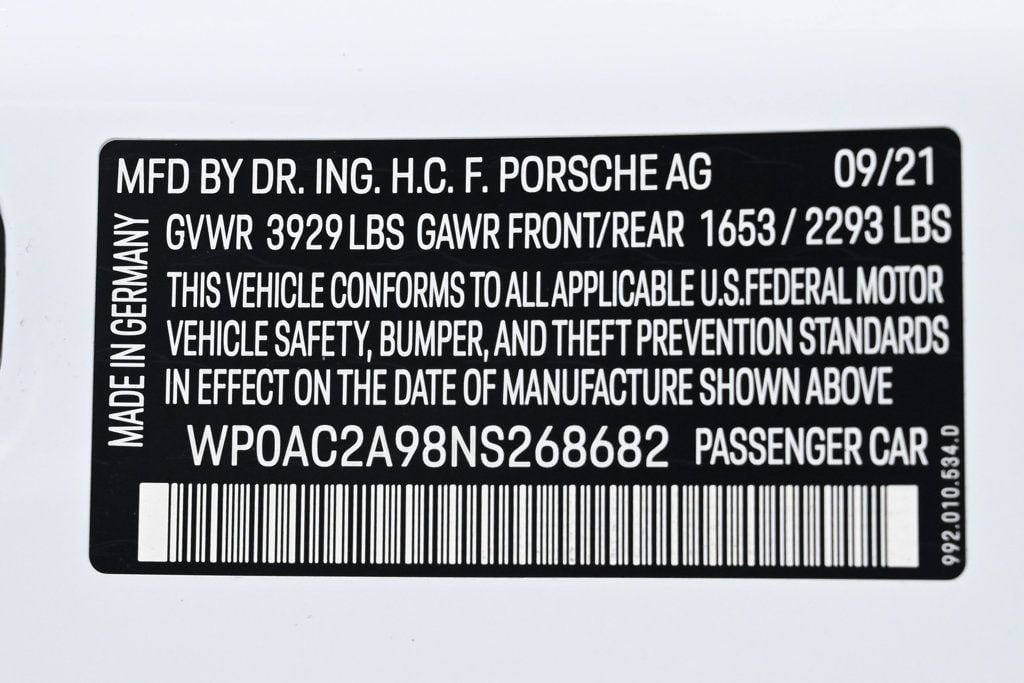 MFD BY DR. ING. H.C. F. PORSCHE AG 09/21
GVWR 3929 LBS GAWR FRONT/REAR 1653 / 2293 LBS
THIS VEHICLE CONFORMS TO ALL APPLICABLE U.S.FEDERAL MOTOR
VEHICLE SAFETY, BUMPER, AND THEFT PREVENTION STANDARDS
IN EFFECT ON THE DATE OF MANUFACTURE SHOWN ABOVE
WP0AC2A98NS268682 PASSENGER CAR
MADE IN GERMANY
992.010.534.D